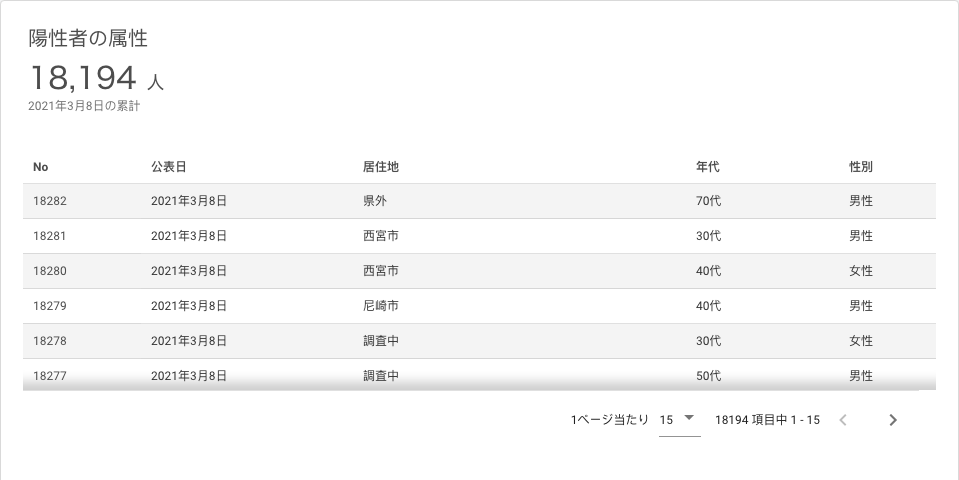 陽性者の属性
18,194 人
2021年3月8日の累計
No 公表日 居住地 年代 性別
18282 2021年3月8日 県外 70代 男性
18281 2021年3月8日 西宮市 30代 男性
18280 2021年3月8日 西宮市 40代 女性
18279 2021年3月8日 尼崎市 40代 男性
18278 2021年3月8日 調査中 30代 女性
18277 2021年3月8日 調査中 50代 男性
1ページ当たり 15 18194 項目中 1 - 15